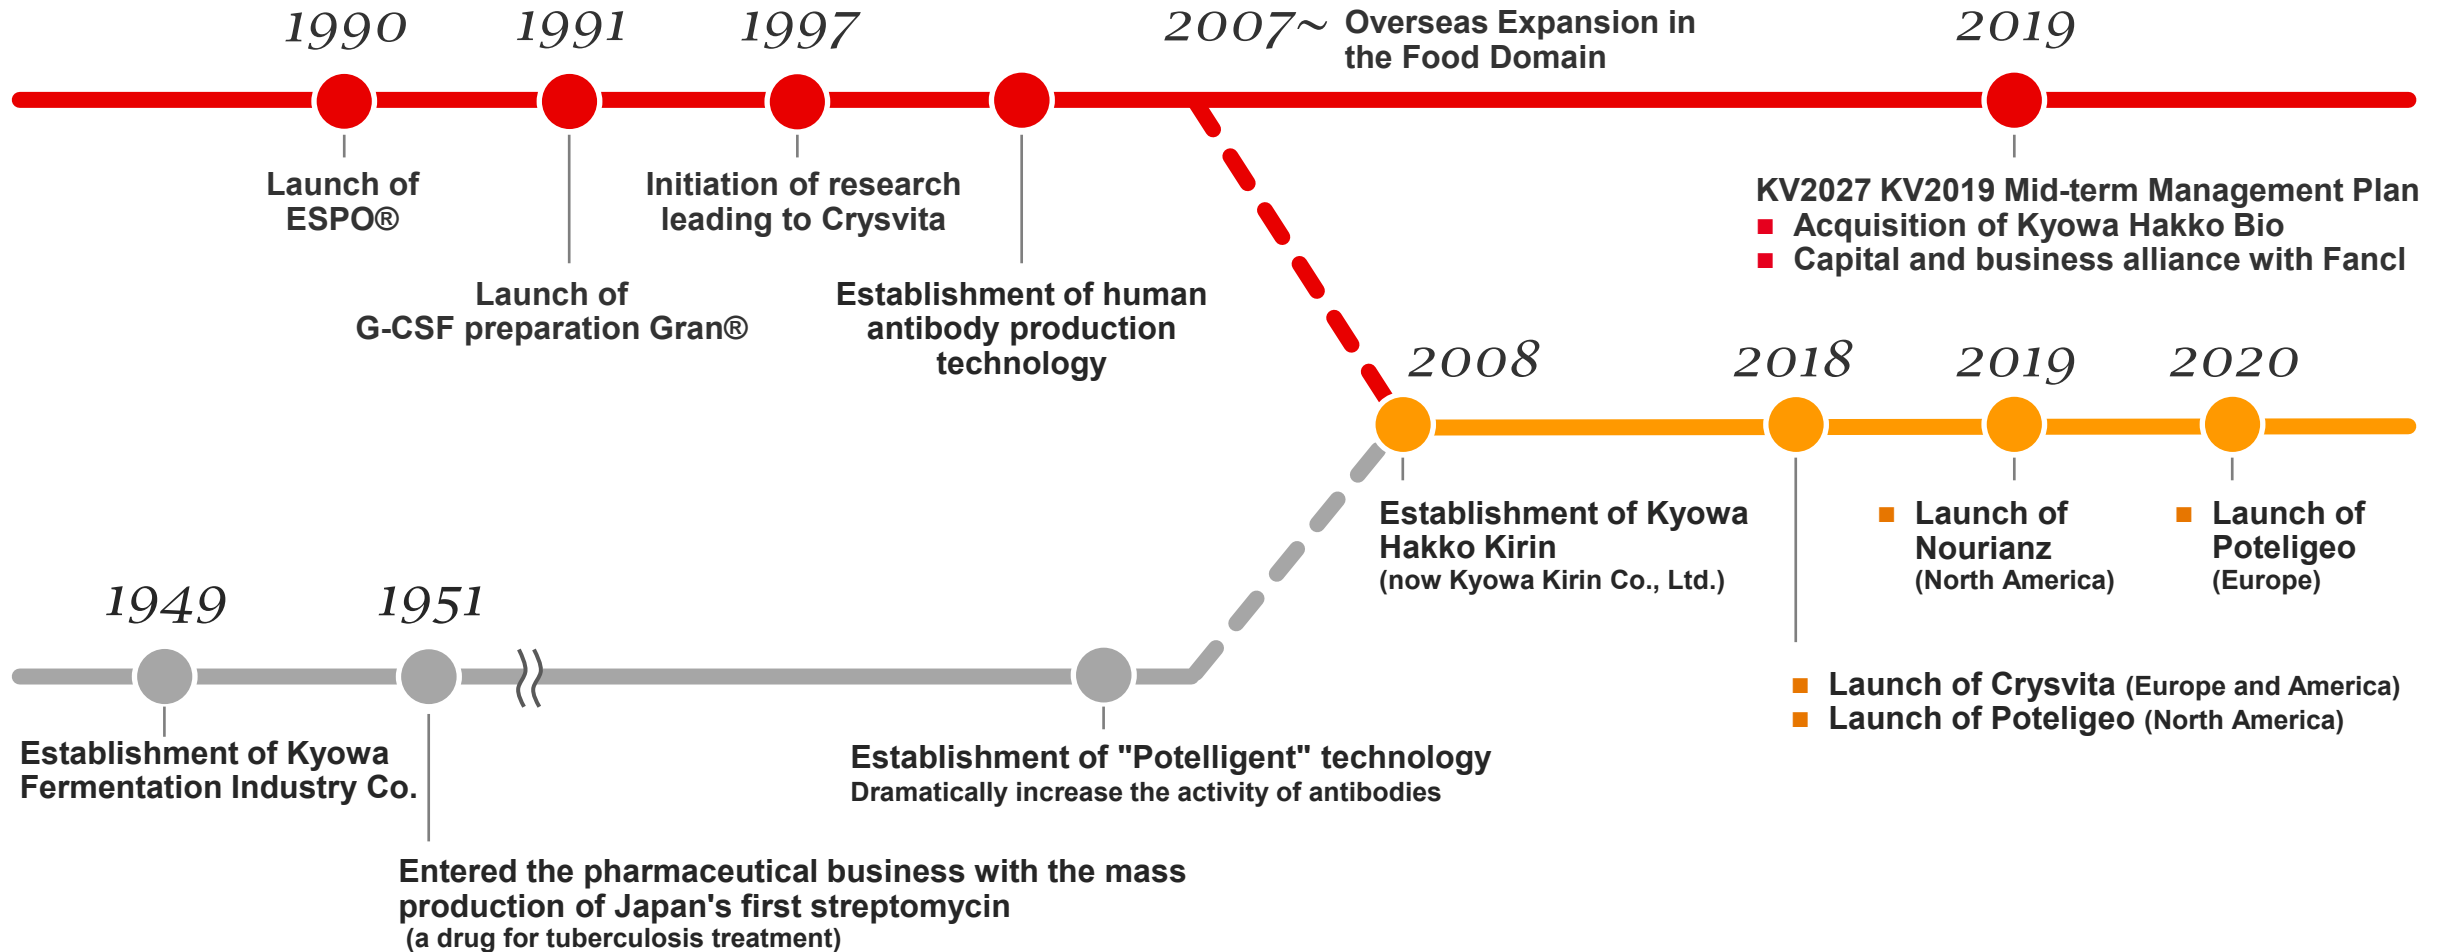 1990
1991
1997
2007~
Overseas Expansion in
the Food Domain
2019
Launch of
ESPO®
Launch of
G-CSF preparation Gran®
Initiation of research
leading to Crysvita
Establishment of human
antibody production
technology
KV2027 KV2019 Mid-term Management Plan
■ Acquisition of Kyowa Hakko Bio
■ Capital and business alliance with Fancl
2008
2018
2019
2020
Establishment of Kyowa
Hakko Kirin
(now Kyowa Kirin Co., Ltd.)
■ Launch of Crysvita (Europe and America)
■ Launch of Poteligeo (North America)
■ Launch of
Nourianz
(North America)
■ Launch of
Poteligeo
(Europe)
1949
1951
Establishment of Kyowa
Fermentation Industry Co.
Entered the pharmaceutical business with the mass
production of Japan's first streptomycin
(a drug for tuberculosis treatment)
Establishment of "Potelligent" technology
Dramatically increase the activity of antibodies